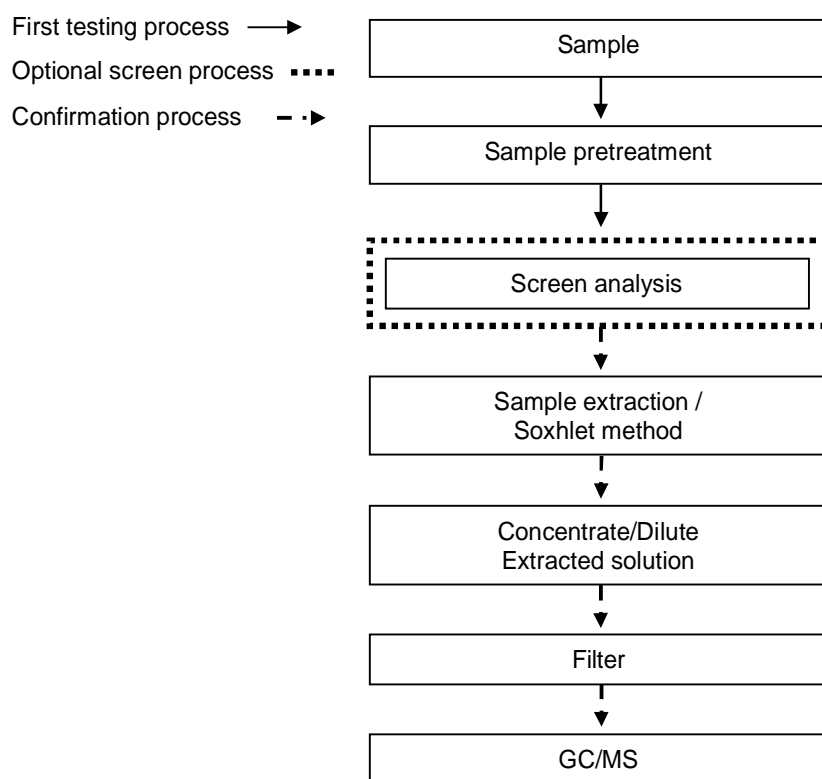 First testing process
Optional screen process
Confirmation process
Sample
Sample pretreatment
Screen analysis
Sample extraction /
Soxhlet method
Concentrate/Dilute
Extracted solution
Filter
GC/MS